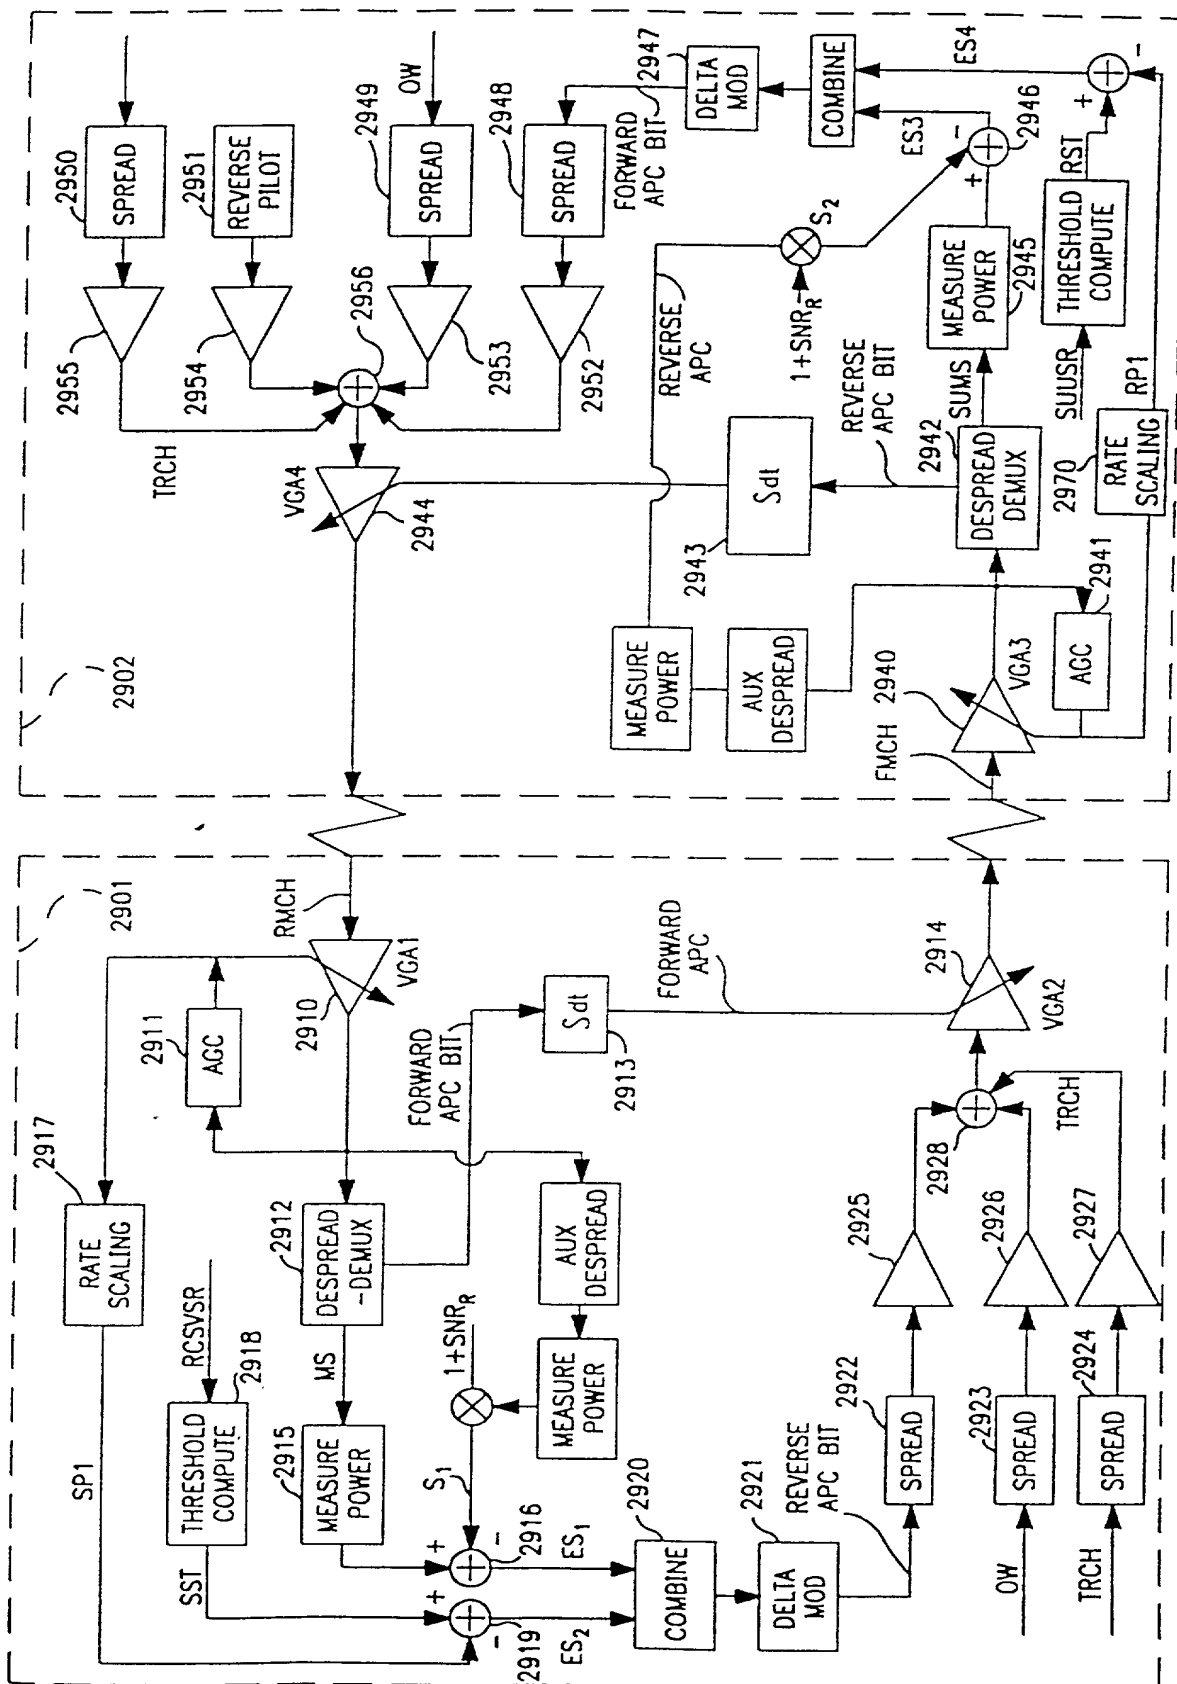 2902
2950
SPREAD
2951
REVERSE
PILOT
OW
2949
SPREAD
2948
SPREAD
FORWARD
APC BIT
2947
DELTA
MOD
COMBINE
ES4
ES3
2946
+
-
+
-
2955
2954
2956
2953
2952
TRCH
VGA4
2944
REVERSE
APC
S2
1+SNRR
MEASURE
POWER
2945
THRESHOLD
COMPUTE
RST
SUUSR
SUMS
RP1
REVERSE
APC BIT
2942
DESPREAD
DEMUX
2970
RATE
SCALING
∫dt
2943
2941
AGC
MEASURE
POWER
AUX
DESPREAD
2940
VGA3
FMCH
2901
RMCH
VGA1
2910
2911
AGC
2917
RATE
SCALING
FORWARD
APC BIT
∫dt
2913
FORWARD
APC
2914
VGA2
2912
DESPREAD
-DEMUX
AUX
DESPREAD
MEASURE
POWER
1+SNRR
RCSVSR
2918
THRESHOLD
COMPUTE
MS
2915
MEASURE
POWER
SP1
SST
S1
+
-
2916
+
-
2919
ES1
ES2
2920
COMBINE
2921
DELTA
MOD
REVERSE
APC BIT
2922
SPREAD
2923
SPREAD
2924
SPREAD
OW
TRCH
2925
2926
2927
2928
TRCH